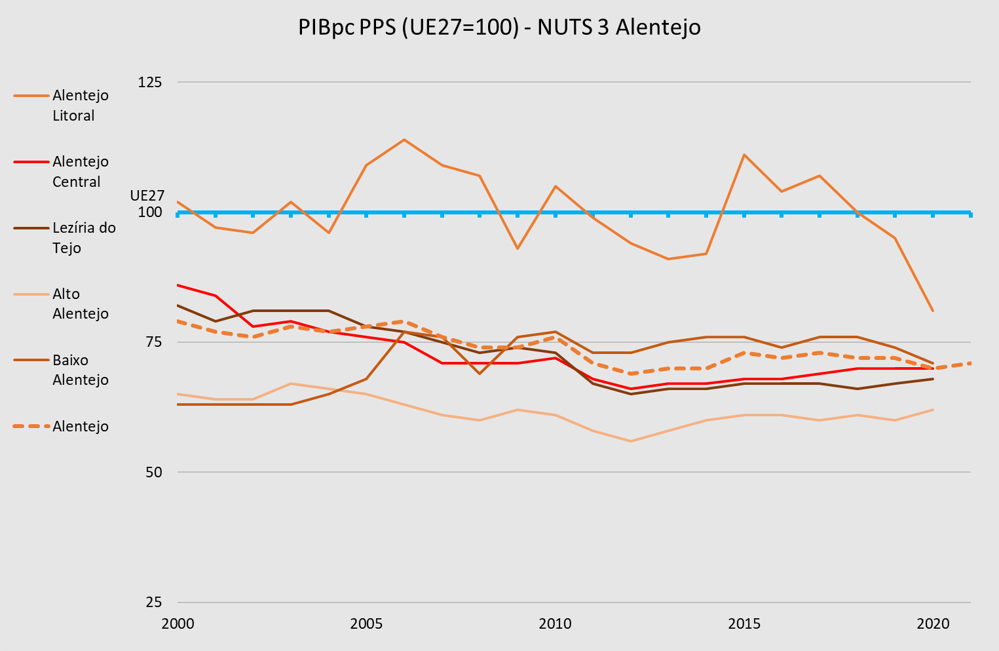 PIBpc PPS (UE27=100) - NUTS 3 Alentejo
Alentejo
Litoral
Alentejo
Central
Lezíria do
Tejo
Alto
Alentejo
Baixo
Alentejo
Alentejo
125
UE27
100
75
50
25
2000 2005 2010 2015 2020